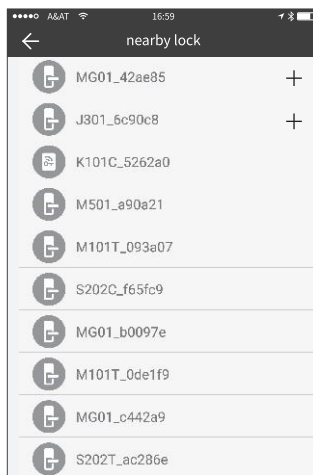 A&AT 16:59
nearby lock
MG01_42ae85 +
J301_6c90c8 +
K101C_5262a0
M501_a90a21
M101T_093a07
S202C_f65fc9
MG01_b0097e
M101T_0de1f9
MG01_c442a9
S202T_ac286e